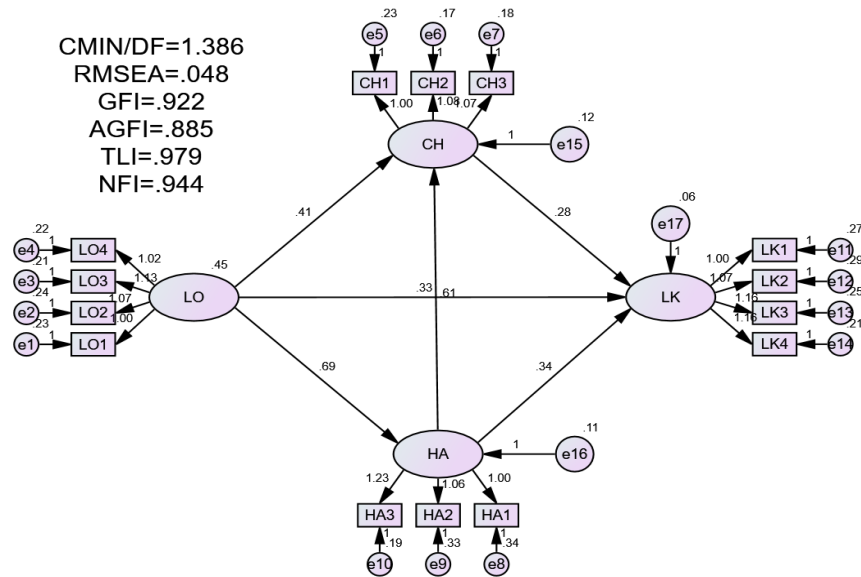 CMIN/DF=1.386
RMSEA=.048
GFI=.922
AGFI=.885
TLI=.979
NFI=.944
.23 .17 .18
e5 e6 e7
1 1 1
CH1 CH2 CH3
1.00 1.08 1.07
CH
.12
1 e15
.41
.28
.06
e17
1
.22
e4 1 LO4
.21
e3 1 LO3
.24
e2 1 LO2
.23
e1 1 LO1
1.02
1.13
1.07
1.00
.45
LO
.33
.61
LK
1.00
1.07
1.16
1.16
.27
LK1 1 e11
.29
LK2 1 e12
.25
LK3 1 e13
.21
LK4 1 e14
.69
.34
.11
HA
1 e16
1.23 1.06 1.00
HA3 HA2 HA1
1 1 1
.19 .33 .34
e10 e9 e8